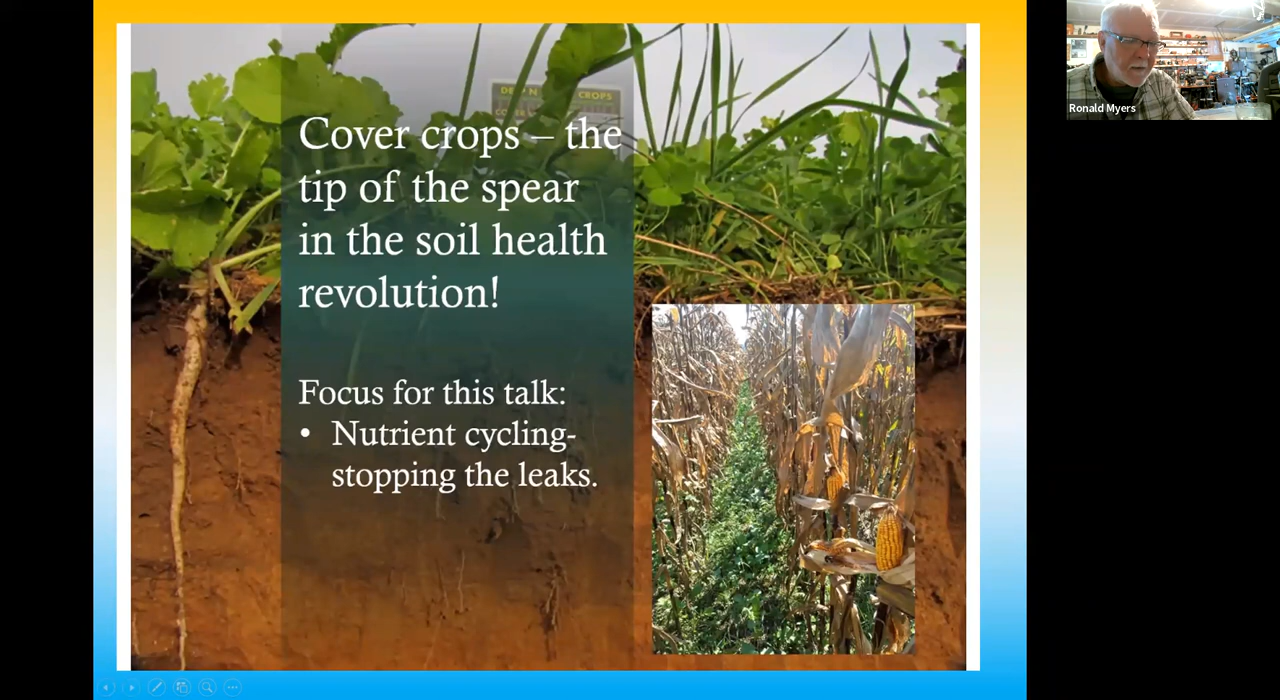 Cover crops – the
tip of the spear
in the soil health
revolution!
Focus for this talk:
• Nutrient cycling-
stopping the leaks.
CROPS
Ronald Myers